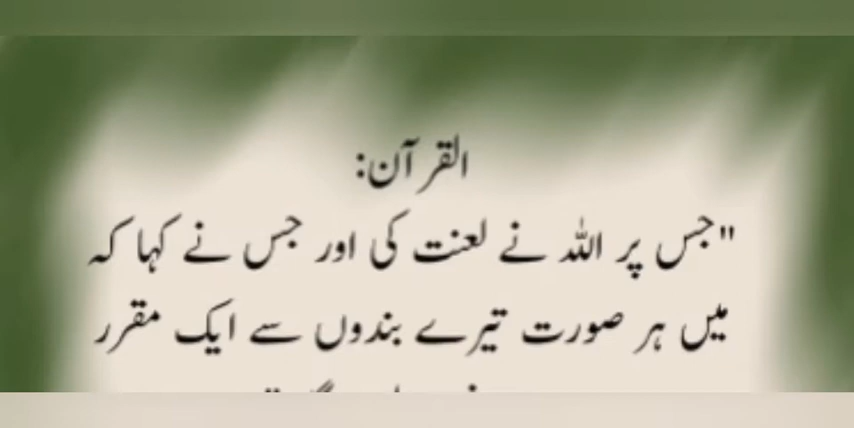 القرآن:
"جس پر اللہ نے لعنت کی اور جس نے کہا کہ
میں ہر صورت تیرے بندوں سے ایک مقرر